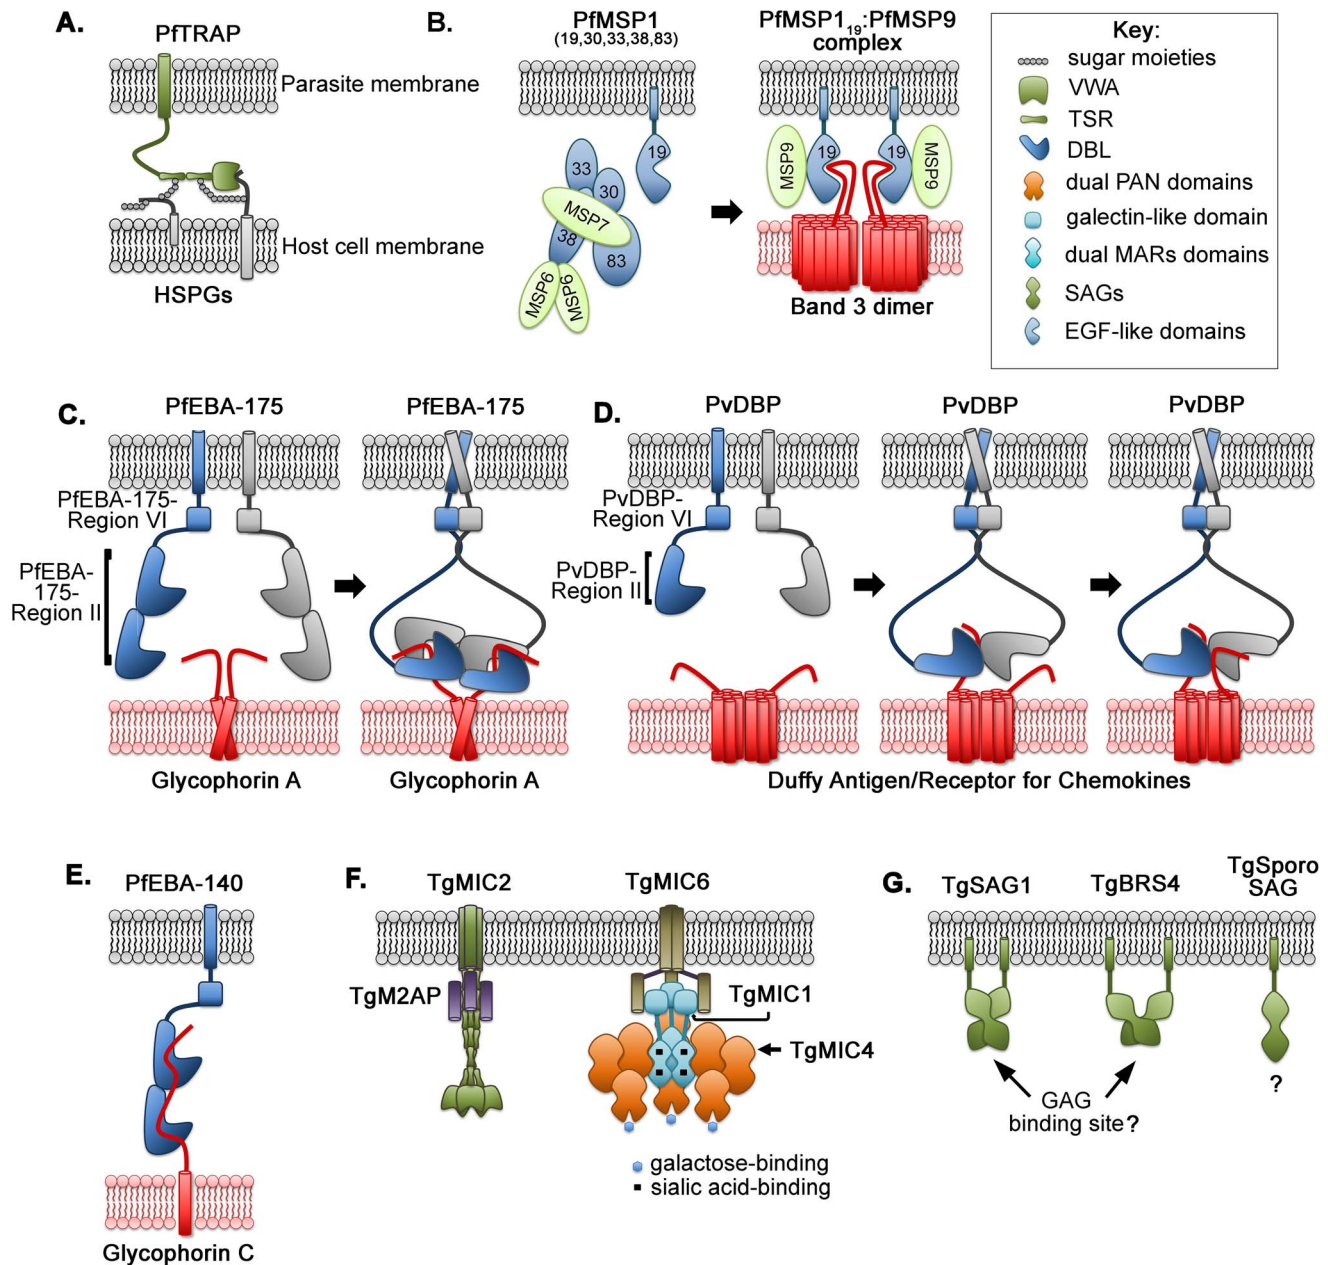 A.
PfTRAP
Parasite membrane
Host cell membrane
HSPGs
B.
PfMSP1
(19,30,33,38,83)
33
30
MSP7
38
83
MSP6
MSP6
19
PfMSP119:PfMSP9
complex
MSP9
19
19
MSP9
Band 3 dimer
Key:
sugar moieties
VWA
TSR
DBL
dual PAN domains
galectin-like domain
dual MARs domains
SAGs
EGF-like domains
C.
PfEBA-175
PfEBA-175
PfEBA-175-
Region VI
PfEBA-
175-
Region II
Glycophorin A
Glycophorin A
D.
PvDBP
PvDBP
PvDBP
PvDBP-
Region VI
PvDBP-
Region II
Duffy Antigen/Receptor for Chemokines
E.
PfEBA-140
Glycophorin C
F.
TgMIC2
TgMIC6
TgM2AP
TgMIC1
TgMIC4
galactose-binding
sialic acid-binding
G.
TgSAG1
TgBRS4
TgSporo
SAG
GAG
binding site?
?